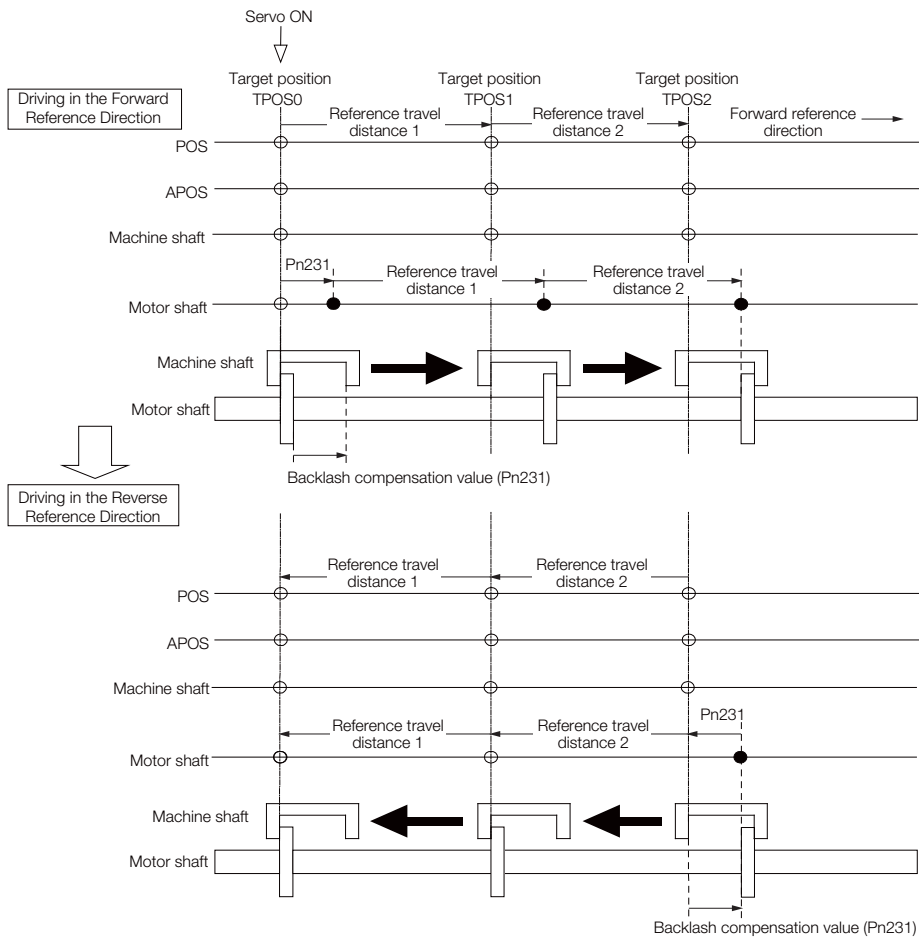 Servo ON
Target position
TPOS0
Target position
TPOS1
Target position
TPOS2
Driving in the Forward
Reference Direction
Reference travel
distance 1
Reference travel
distance 2
Forward reference
direction
POS
APOS
Machine shaft
Pn231
Reference travel
distance 1
Reference travel
distance 2
Motor shaft
Machine shaft
Motor shaft
Backlash compensation value (Pn231)
Driving in the Reverse
Reference Direction
Reference travel
distance 1
Reference travel
distance 2
POS
APOS
Machine shaft
Pn231
Reference travel
distance 1
Reference travel
distance 2
Motor shaft
Machine shaft
Motor shaft
Backlash compensation value (Pn231)